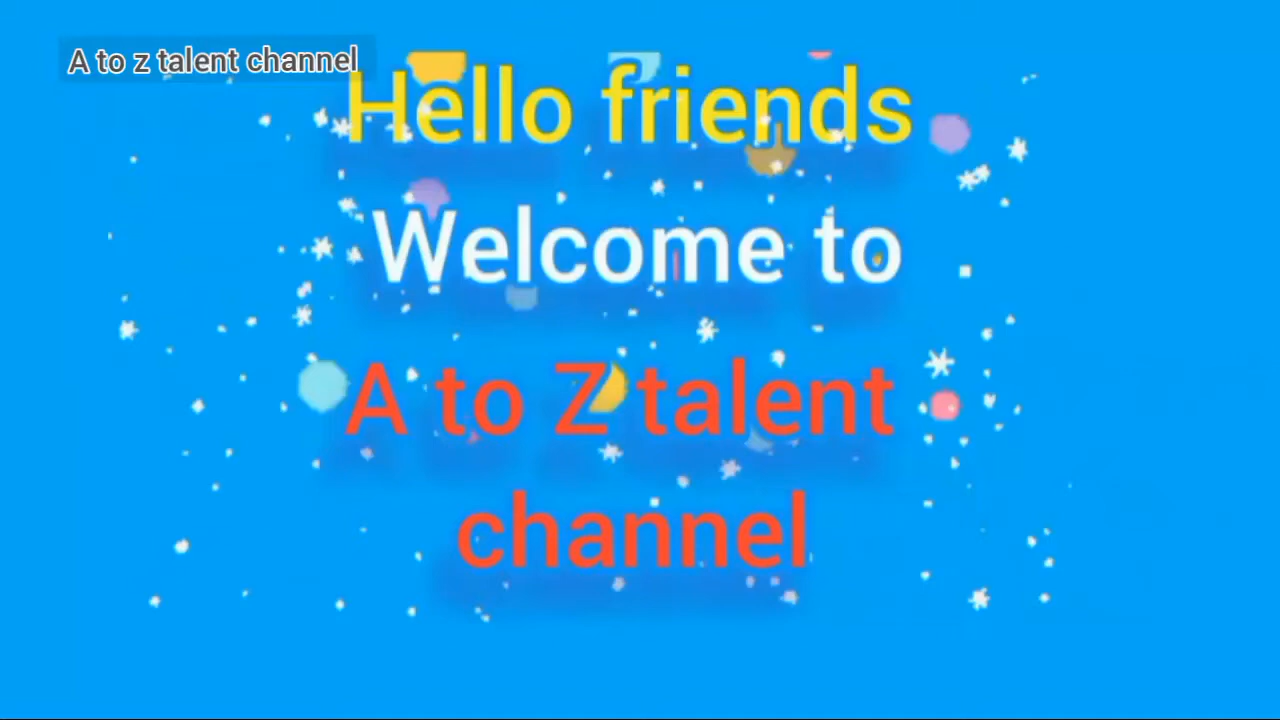 A to z talent channel
Hello friends
Welcome to
A to Z talent
channel